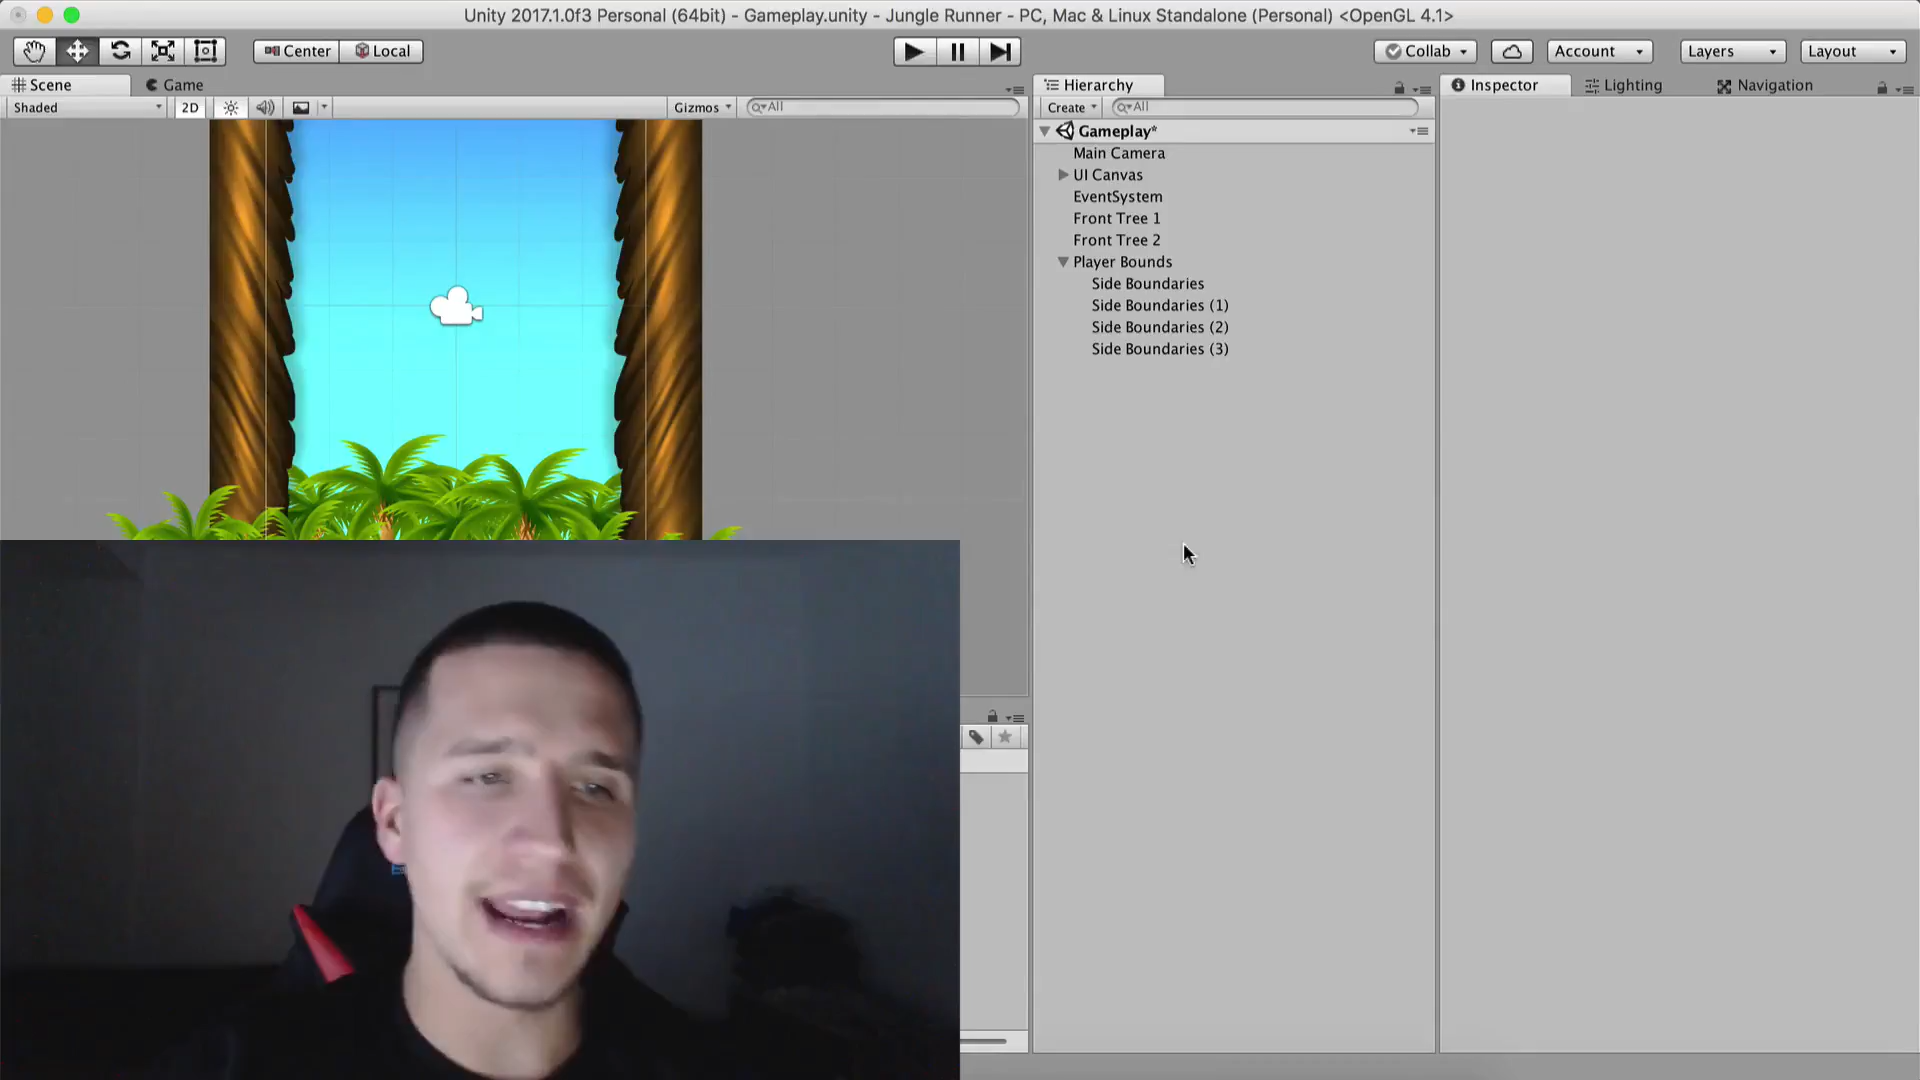 Unity 2017.1.0f3 Personal (64bit) - Gameplay.unity - Jungle Runner - PC, Mac & Linux Standalone (Personal) <OpenGL 4.1>
Center Local Collab Account Layers Layout
Scene Game Hierarchy Inspector Lighting Navigation
Shaded 2D Gizmos All Create All
Gameplay*
Main Camera
UI Canvas
EventSystem
Front Tree 1
Front Tree 2
Player Bounds
Side Boundaries
Side Boundaries (1)
Side Boundaries (2)
Side Boundaries (3)